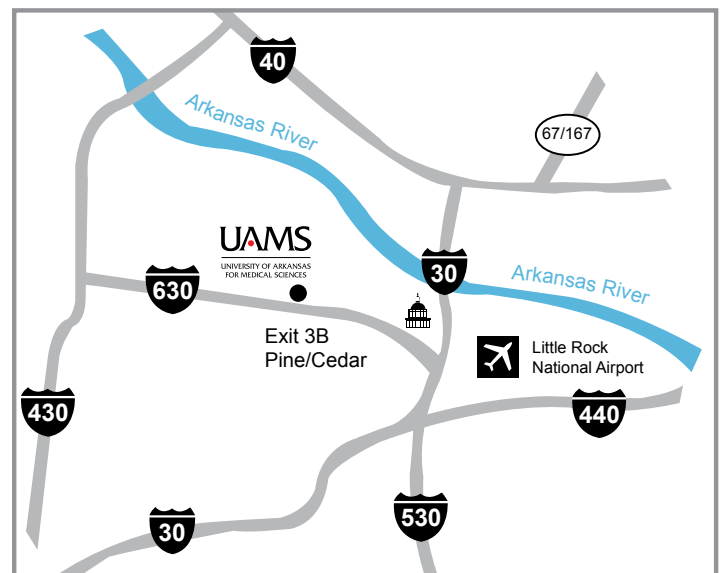 40
Arkansas River
67/167
UAMS
UNIVERSITY OF ARKANSAS
FOR MEDICAL SCIENCES
30
Arkansas River
630
Exit 3B
Pine/Cedar
Little Rock
National Airport
430
440
30
530